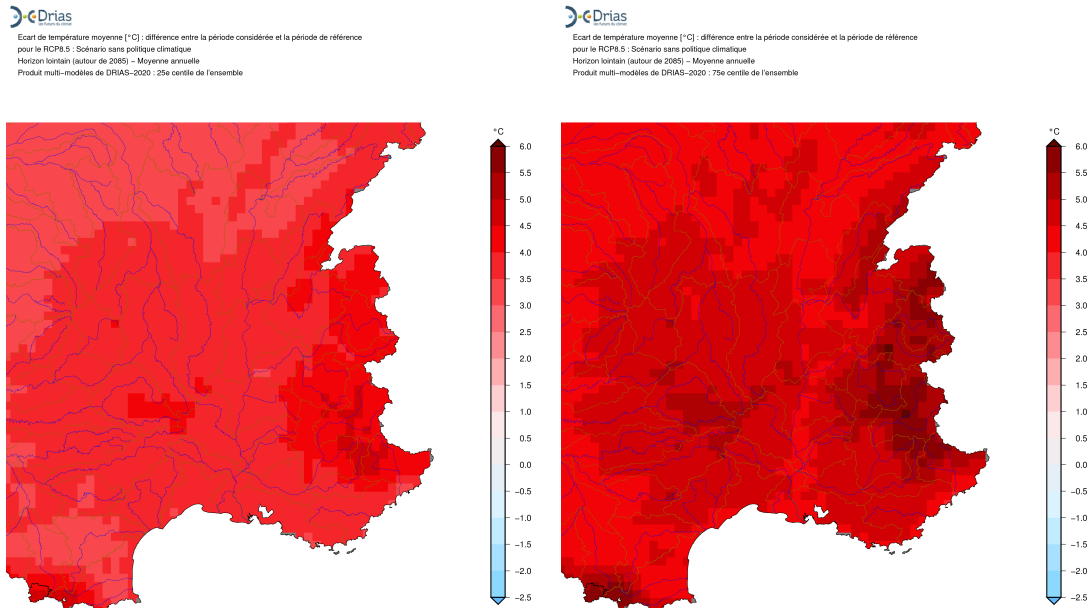 Drias
les futurs du climat
Ecart de température moyenne [°C] : différence entre la période considérée et la période de référence
pour le RCP8.5 : Scénario sans politique climatique
Horizon lointain (autour de 2085) − Moyenne annuelle
Produit multi−modèles de DRIAS−2020 : 25e centile de l'ensemble
°C
6.0
5.5
5.0
4.5
4.0
3.5
3.0
2.5
2.0
1.5
1.0
0.5
0.0
−0.5
−1.0
−1.5
−2.0
−2.5
Drias
les futurs du climat
Ecart de température moyenne [°C] : différence entre la période considérée et la période de référence
pour le RCP8.5 : Scénario sans politique climatique
Horizon lointain (autour de 2085) − Moyenne annuelle
Produit multi−modèles de DRIAS−2020 : 75e centile de l'ensemble
°C
6.0
5.5
5.0
4.5
4.0
3.5
3.0
2.5
2.0
1.5
1.0
0.5
0.0
−0.5
−1.0
−1.5
−2.0
−2.5